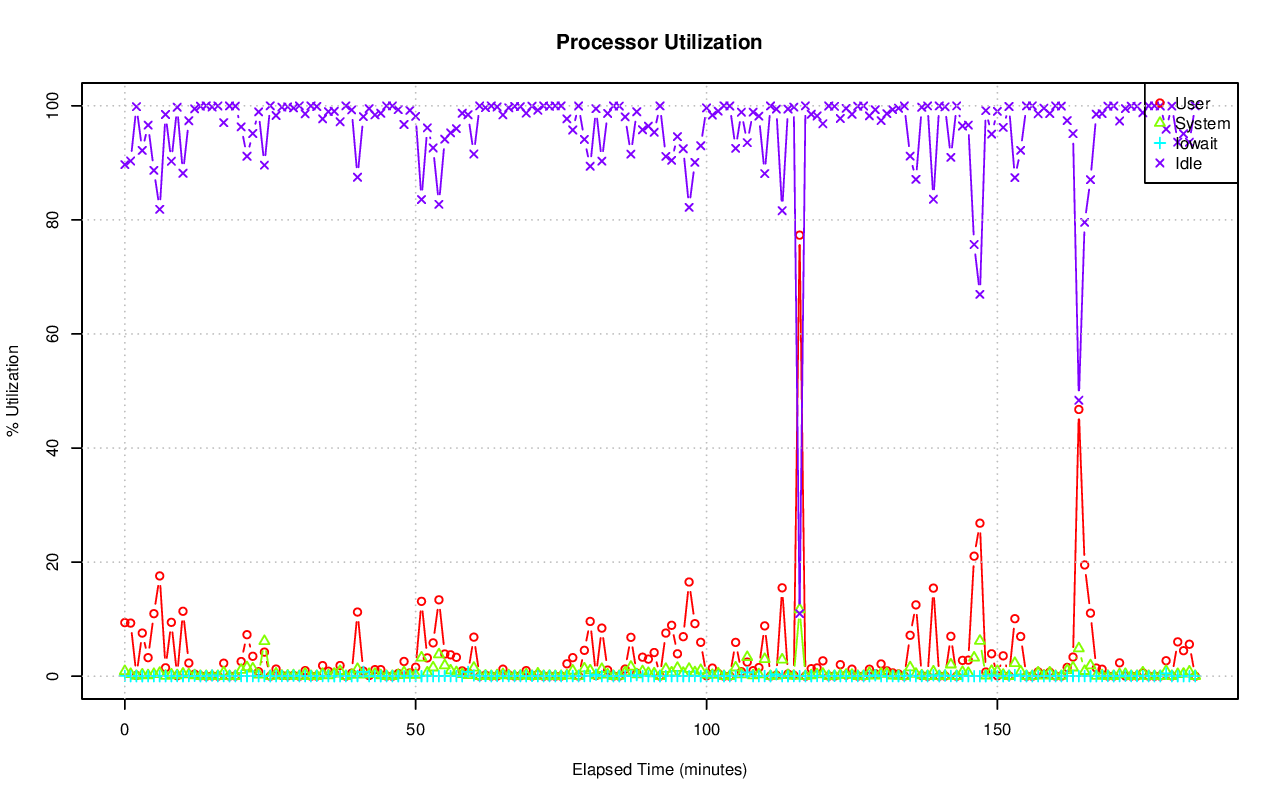 Processor Utilization
% Utilization
100
80
60
40
20
0
User
System
Iowait
Idle
0 50 100 150
Elapsed Time (minutes)